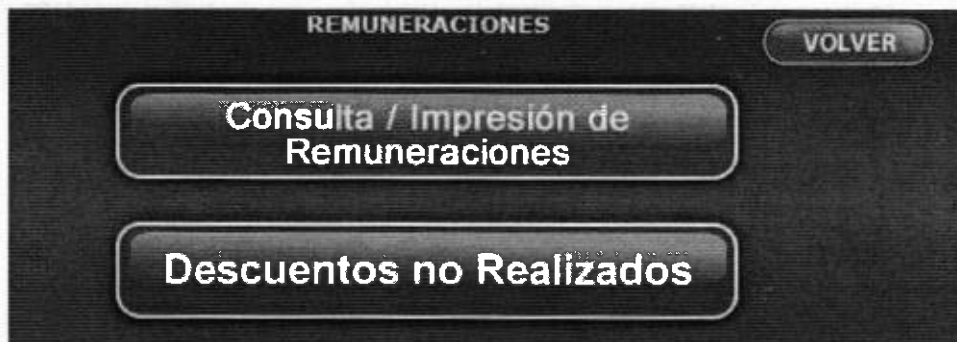 REMUNERACIONES
VOLVER
Consulta / Impresión de
Remuneraciones
Descuentos no Realizados